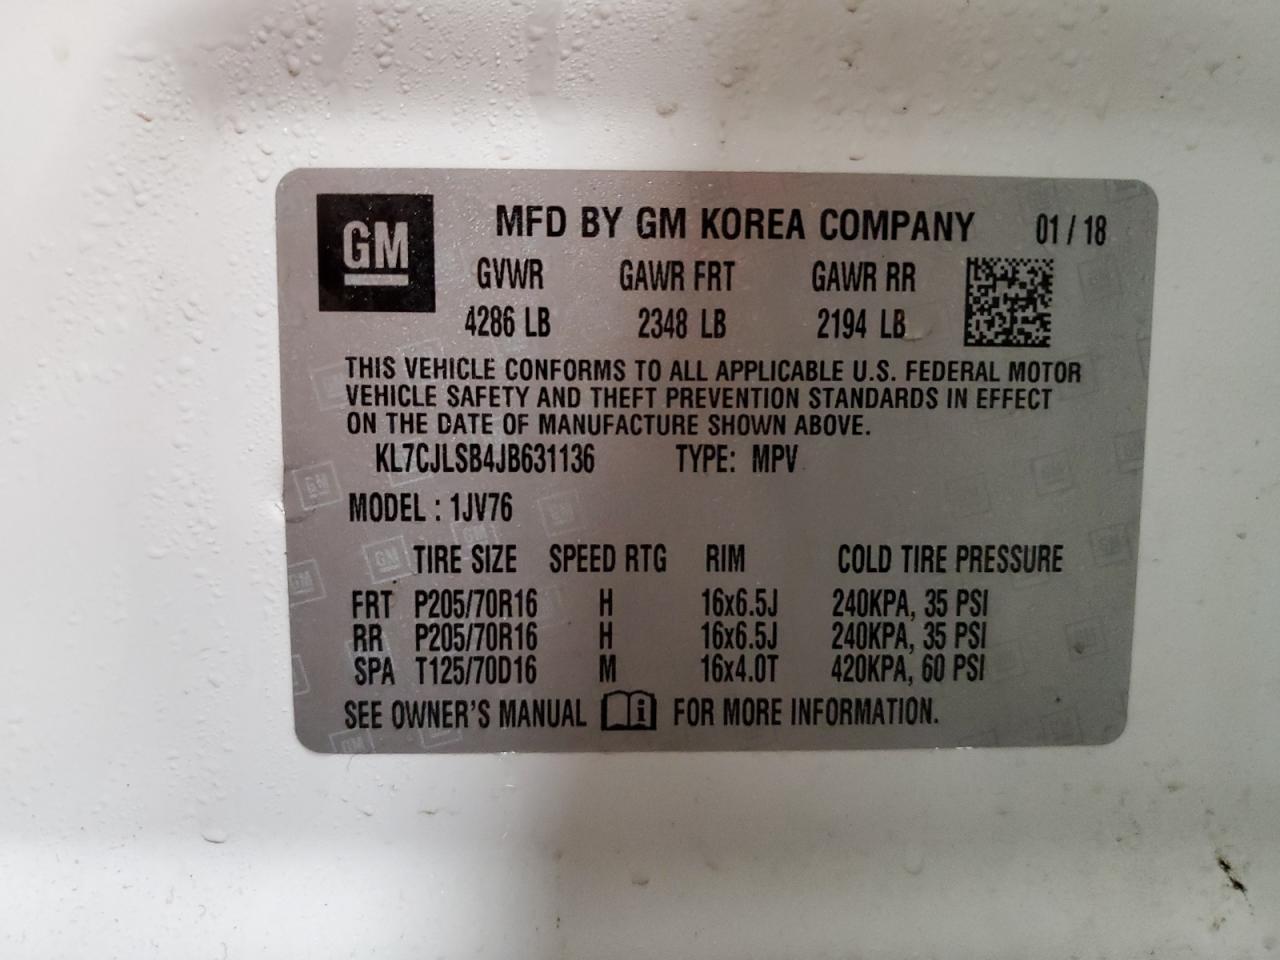 GM
MFD BY GM KOREA COMPANY 01 / 18
GVWR GAWR FRT GAWR RR
4286 LB 2348 LB 2194 LB
THIS VEHICLE CONFORMS TO ALL APPLICABLE U.S. FEDERAL MOTOR
VEHICLE SAFETY AND THEFT PREVENTION STANDARDS IN EFFECT
ON THE DATE OF MANUFACTURE SHOWN ABOVE.
KL7CJLSB4JB631136 TYPE: MPV
MODEL : 1JV76
TIRE SIZE SPEED RTG RIM COLD TIRE PRESSURE
FRT P205/70R16 H 16x6.5J 240KPA, 35 PSI
RR P205/70R16 H 16x6.5J 240KPA, 35 PSI
SPA T125/70D16 M 16x4.0T 420KPA, 60 PSI
SEE OWNER'S MANUAL i FOR MORE INFORMATION.